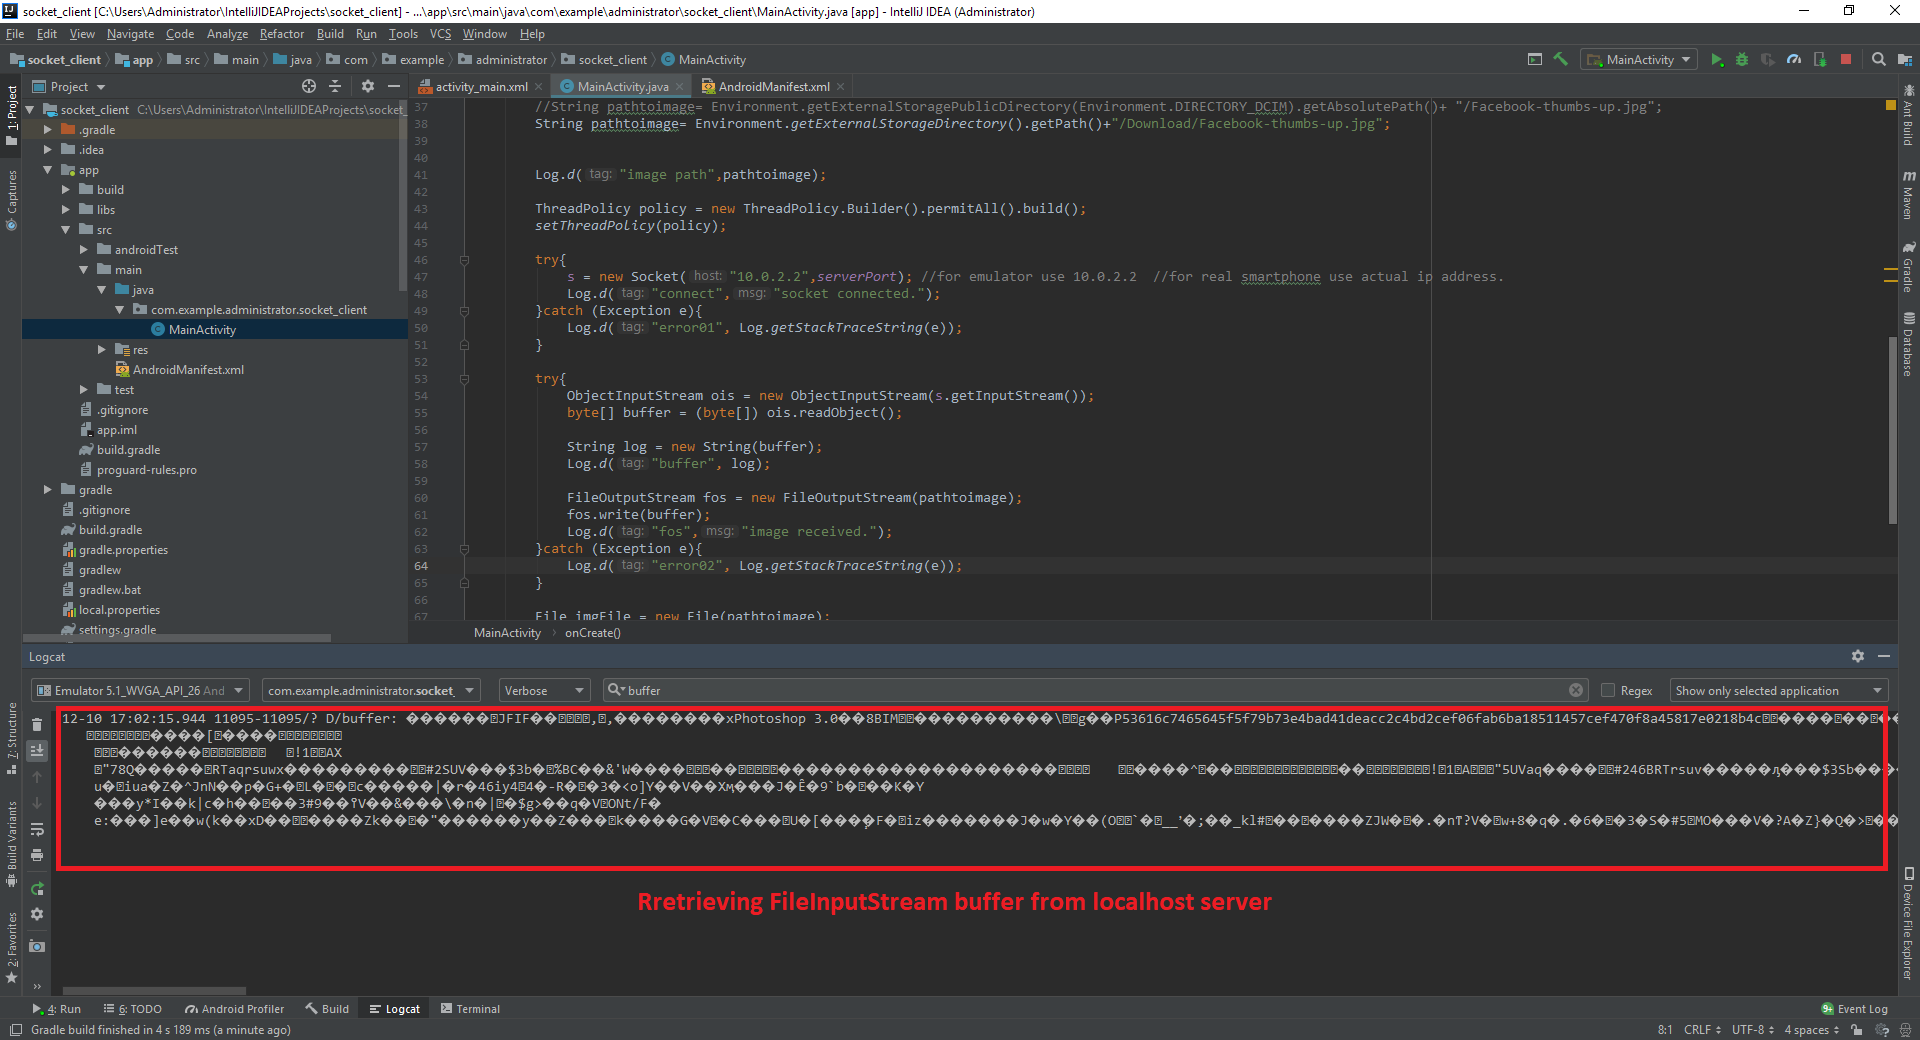 socket_client [C:\Users\Administrator\IntelliJIDEAProjects\socket_client] - ...\app\src\main\java\com\example\administrator\socket_client\MainActivity.java [app] - IntelliJ IDEA (Administrator)
File Edit View Navigate Code Analyze Refactor Build Run Tools VCS Window Help
socket_client app src main java com example administrator socket_client MainActivity
MainActivity
Project
activity_main.xml MainActivity.java AndroidManifest.xml
socket_client C:\Users\Administrator\IntelliJIDEAProjects\socket_
.gradle
.idea
app
build
libs
src
androidTest
main
java
com.example.administrator.socket_client
MainActivity
res
AndroidManifest.xml
test
.gitignore
app.iml
build.gradle
proguard-rules.pro
gradle
.gitignore
build.gradle
gradle.properties
gradlew
gradlew.bat
local.properties
settings.gradle
37 //String pathtoimage= Environment.getExternalStoragePublicDirectory(Environment.DIRECTORY_DCIM).getAbsolutePath()+ "/Facebook-thumbs-up.jpg";
38 String pathtoimage= Environment.getExternalStorageDirectory().getPath()+"/Download/Facebook-thumbs-up.jpg";
39
40
41 Log.d( tag: "image path",pathtoimage);
42
43 ThreadPolicy policy = new ThreadPolicy.Builder().permitAll().build();
44 setThreadPolicy(policy);
45
46 try{
47 s = new Socket( host: "10.0.2.2",serverPort); //for emulator use 10.0.2.2 //for real smartphone use actual ip address.
48 Log.d( tag: "connect", msg: "socket connected.");
49 }catch (Exception e){
50 Log.d( tag: "error01", Log.getStackTraceString(e));
51 }
52
53 try{
54 ObjectInputStream ois = new ObjectInputStream(s.getInputStream());
55 byte[] buffer = (byte[]) ois.readObject();
56
57 String log = new String(buffer);
58 Log.d( tag: "buffer", log);
59
60 FileOutputStream fos = new FileOutputStream(pathtoimage);
61 fos.write(buffer);
62 Log.d( tag: "fos", msg: "image received.");
63 }catch (Exception e){
64 Log.d( tag: "error02", Log.getStackTraceString(e));
65 }
66
67 File imgFile = new File(pathtoimage);
MainActivity onCreate()
1: Project
Captures
7: Structure
Build Variants
2: Favorites
Ant Build
Maven
Gradle
Database
Device File Explorer
Logcat
Emulator 5.1_WVGA_API_26 And com.example.administrator.socket_ Verbose buffer Regex Show only selected application
12-10 17:02:15.944 11095-11095/? D/buffer:
Rretrieving FileInputStream buffer from localhost server
4: Run 6: TODO Android Profiler Build Logcat Terminal Event Log
Gradle build finished in 4 s 189 ms (a minute ago) 8:1 CRLF UTF-8 4 spaces